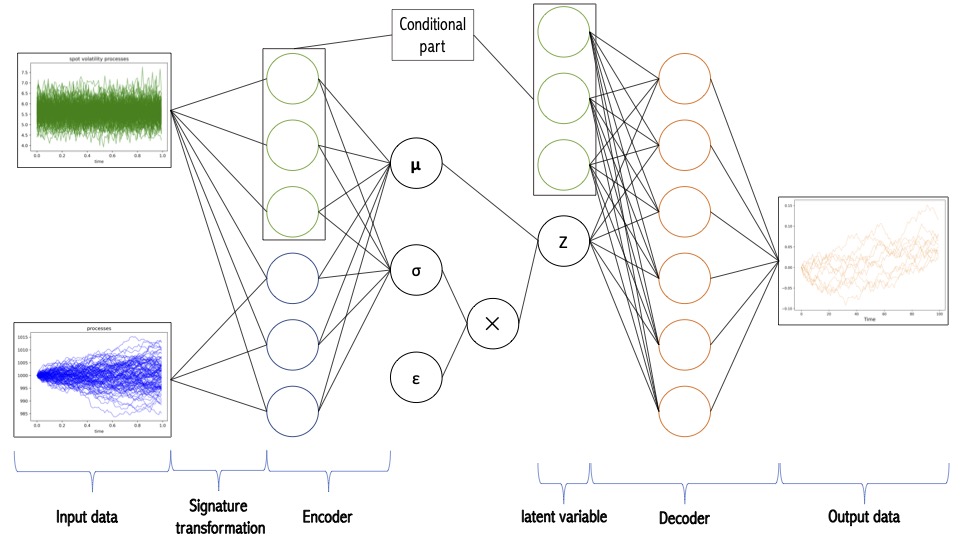 Conditional
part
spot volatility processes
7.5
7.0
6.5
6.0
5.5
5.0
4.5
4.0
0.0 0.2 0.4 0.6 0.8 1.0
time
μ
σ
ε
×
Z
processes
1015
1010
1005
1000
995
990
985
0.0 0.2 0.4 0.6 0.8 1.0
time
0.15
0.10
0.05
0.00
-0.05
-0.10
0 20 40 60 80 100
Time
Input data
Signature
transformation
Encoder
latent variable
Decoder
Output data